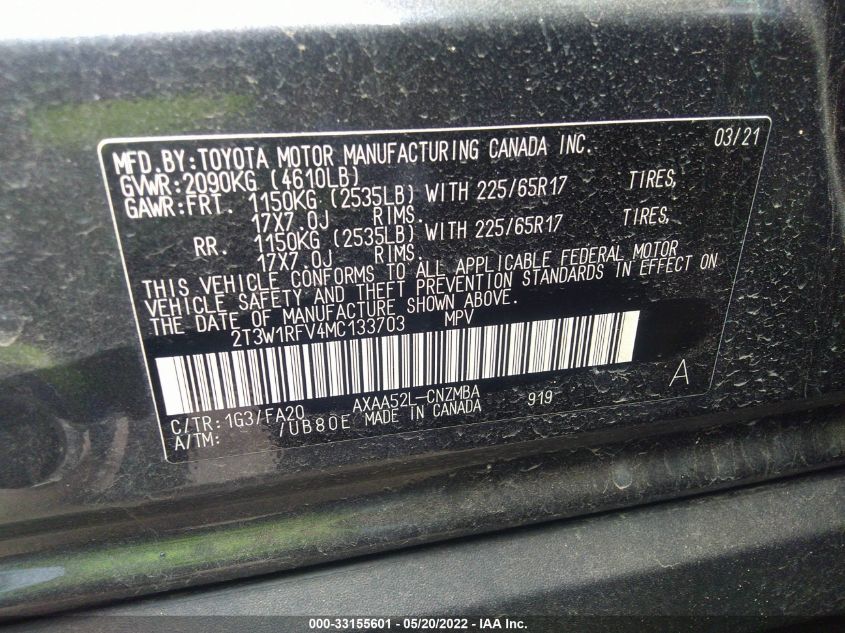 MFD.BY:TOYOTA MOTOR MANUFACTURING CANADA INC. 03/21
GVWR:2090KG (4610LB)
GAWR:FRT. 1150KG (2535LB) WITH 225/65R17 TIRES,
17X7.0J RIMS.
RR. 1150KG (2535LB) WITH 225/65R17 TIRES,
17X7.0J RIMS.
THIS VEHICLE CONFORMS TO ALL APPLICABLE FEDERAL MOTOR
VEHICLE SAFETY AND THEFT PREVENTION STANDARDS IN EFFECT ON
THE DATE OF MANUFACTURE SHOWN ABOVE.
2T3W1RFV4MC133703 MPV
A
C/TR:1G3/FA20 AXAA52L-CNZMBA 919
A/TM: /UB80E MADE IN CANADA
000-33155601 - 05/20/2022 - IAA Inc.